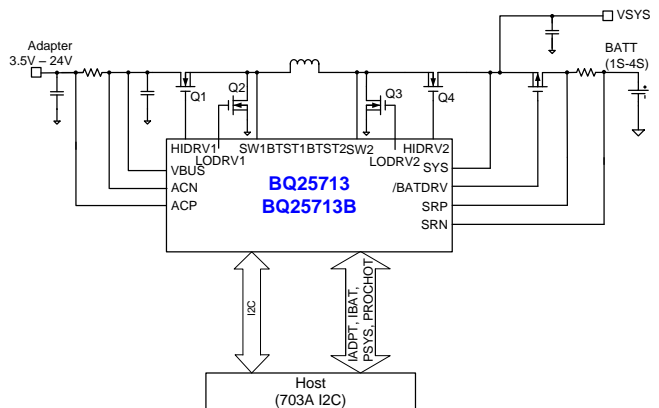 VSYS
Adapter
3.5V – 24V
BATT
(1S-4S)
Q1
Q2
Q3
Q4
HIDRV1
LODRV1
SW1
BTST1
BTST2
SW2
LODRV2
HIDRV2
VBUS
ACN
ACP
SYS
/BATDRV
SRP
SRN
BQ25713
BQ25713B
I2C
IADPT, IBAT,
PSYS, PROCHOT
Host
(703A I2C)